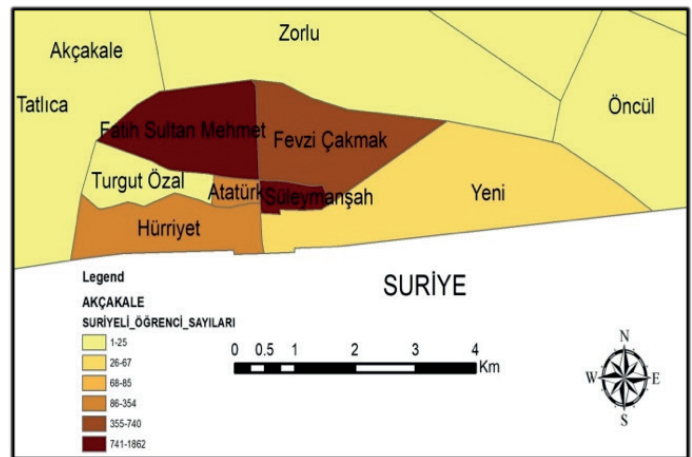 Zorlu
Akçakale
Tatlıca
Öncül
Fatih Sultan Mehmet
Fevzi Çakmak
Turgut Özal
Atatürk
Süleymanşah
Yeni
Hürriyet
SURİYE
Legend
AKÇAKALE
SURİYELİ_ÖĞRENCİ_SAYILARI
1-25
26-67
68-85
86-354
355-740
741-1862
0 0.5 1 2 3 4
Km
N
W E
S